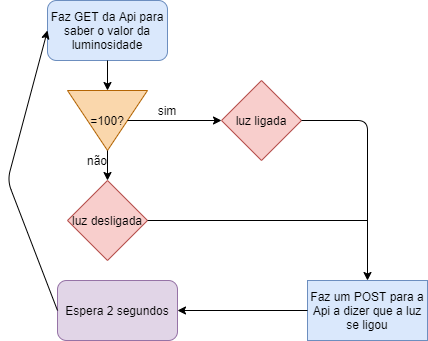 Faz GET da Api para
saber o valor da
luminosidade
=100?
sim
luz ligada
não
luz desligada
Faz um POST para a
Api a dizer que a luz
se ligou
Espera 2 segundos